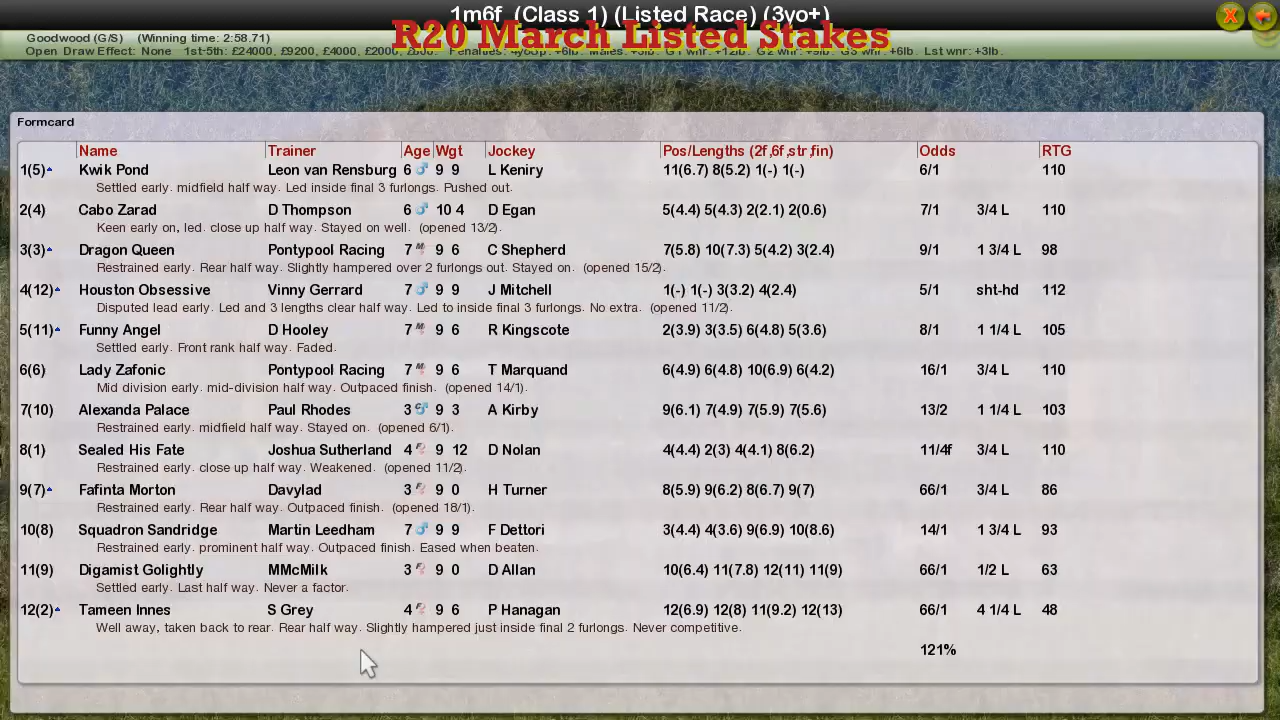 1m6f (Class 1) (Listed Race) (3yo+)
R20 March Listed Stakes
Goodwood (G/S) (Winning time: 2:58.71)
Open Draw Effect: None 1st-5th: £24000, £9200, £4000, £2000, £800. Penalties: 4yo3p: +6lb. Males: +3lb. G1 wnr: +12lb. G2 wnr: +9lb. G3 wnr: +6lb. Lst wnr: +3lb.
Formcard
Name Trainer Age Wgt Jockey Pos/Lengths (2f,6f,str,fin) Odds RTG
1(5) Kwik Pond Leon van Rensburg 6 9 9 L Keniry 11(6.7) 8(5.2) 1(-) 1(-) 6/1 110
Settled early. midfield half way. Led inside final 3 furlongs. Pushed out.
2(4) Cabo Zarad D Thompson 6 10 4 D Egan 5(4.4) 5(4.3) 2(2.1) 2(0.6) 7/1 3/4 L 110
Keen early on, led. close up half way. Stayed on well. (opened 13/2).
3(3) Dragon Queen Pontypool Racing 7 9 6 C Shepherd 7(5.8) 10(7.3) 5(4.2) 3(2.4) 9/1 1 3/4 L 98
Restrained early. Rear half way. Slightly hampered over 2 furlongs out. Stayed on. (opened 15/2).
4(12) Houston Obsessive Vinny Gerrard 7 9 9 J Mitchell 1(-) 1(-) 3(3.2) 4(2.4) 5/1 sht-hd 112
Disputed lead early. Led and 3 lengths clear half way. Led to inside final 3 furlongs. No extra. (opened 11/2).
5(11) Funny Angel D Hooley 7 9 6 R Kingscote 2(3.9) 3(3.5) 6(4.8) 5(3.6) 8/1 1 1/4 L 105
Settled early. Front rank half way. Faded.
6(6) Lady Zafonic Pontypool Racing 7 9 6 T Marquand 6(4.9) 6(4.8) 10(6.9) 6(4.2) 16/1 3/4 L 110
Mid division early. mid-division half way. Outpaced finish. (opened 14/1).
7(10) Alexanda Palace Paul Rhodes 3 9 3 A Kirby 9(6.1) 7(4.9) 7(5.9) 7(5.6) 13/2 1 1/4 L 103
Restrained early. midfield half way. Stayed on. (opened 6/1).
8(1) Sealed His Fate Joshua Sutherland 4 9 12 D Nolan 4(4.4) 2(3) 4(4.1) 8(6.2) 11/4f 3/4 L 110
Restrained early. close up half way. Weakened. (opened 11/2).
9(7) Fafinta Morton Davylad 3 9 0 H Turner 8(5.9) 9(6.2) 8(6.7) 9(7) 66/1 3/4 L 86
Restrained early. Rear half way. Outpaced finish. (opened 18/1).
10(8) Squadron Sandridge Martin Leedham 7 9 9 F Dettori 3(4.4) 4(3.6) 9(6.9) 10(8.6) 14/1 1 3/4 L 93
Restrained early. prominent half way. Outpaced finish. Eased when beaten.
11(9) Digamist Golightly MMcMilk 3 9 0 D Allan 10(6.4) 11(7.8) 12(11) 11(9) 66/1 1/2 L 63
Settled early. Last half way. Never a factor.
12(2) Tameen Innes S Grey 4 9 6 P Hanagan 12(6.9) 12(8) 11(9.2) 12(13) 66/1 4 1/4 L 48
Well away, taken back to rear. Rear half way. Slightly hampered just inside final 2 furlongs. Never competitive.
121%